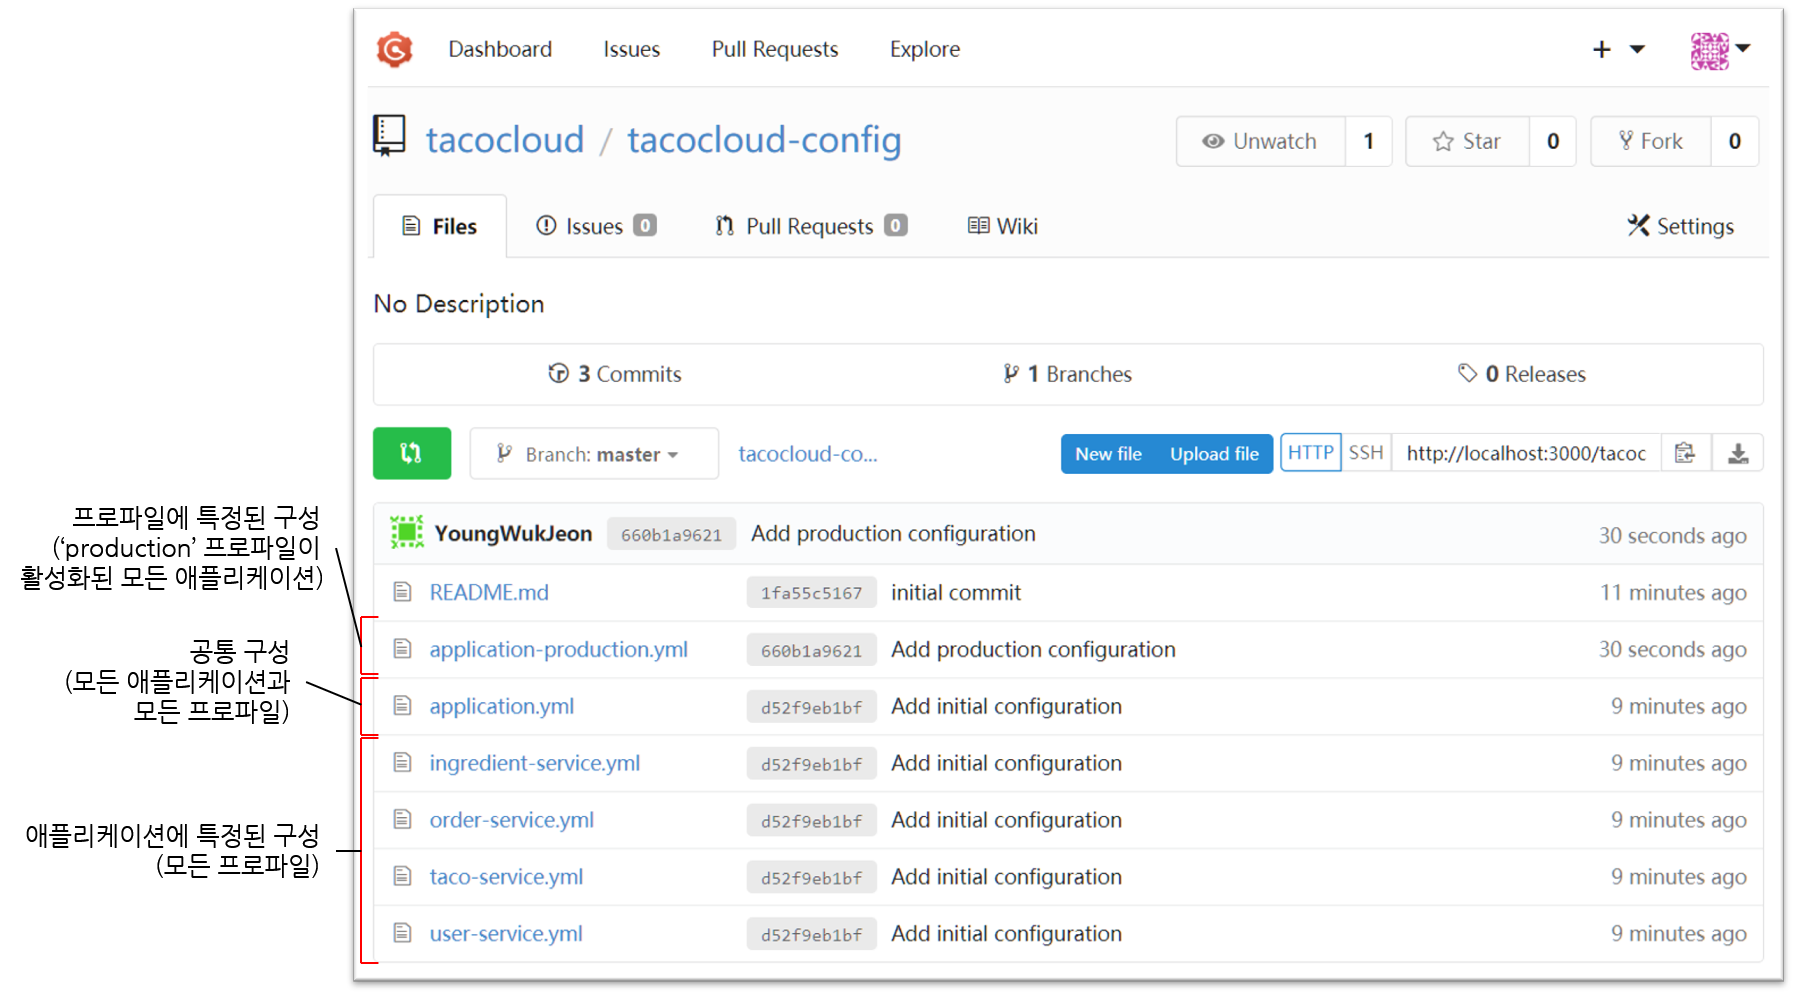 Dashboard Issues Pull Requests Explore
tacocloud / tacocloud-config
Unwatch 1 Star 0 Fork 0
Files Issues 0 Pull Requests 0 Wiki Settings
No Description
3 Commits 1 Branches 0 Releases
Branch: master tacocloud-co... New file Upload file HTTP SSH http://localhost:3000/tacoc
YoungWukJeon 660b1a9621 Add production configuration 30 seconds ago
README.md 1fa55c5167 initial commit 11 minutes ago
application-production.yml 660b1a9621 Add production configuration 30 seconds ago
application.yml d52f9eb1bf Add initial configuration 9 minutes ago
ingredient-service.yml d52f9eb1bf Add initial configuration 9 minutes ago
order-service.yml d52f9eb1bf Add initial configuration 9 minutes ago
taco-service.yml d52f9eb1bf Add initial configuration 9 minutes ago
user-service.yml d52f9eb1bf Add initial configuration 9 minutes ago
프로파일에 특정된 구성
(‘production’ 프로파일이
활성화된 모든 애플리케이션)
공통 구성
(모든 애플리케이션과
모든 프로파일)
애플리케이션에 특정된 구성
(모든 프로파일)